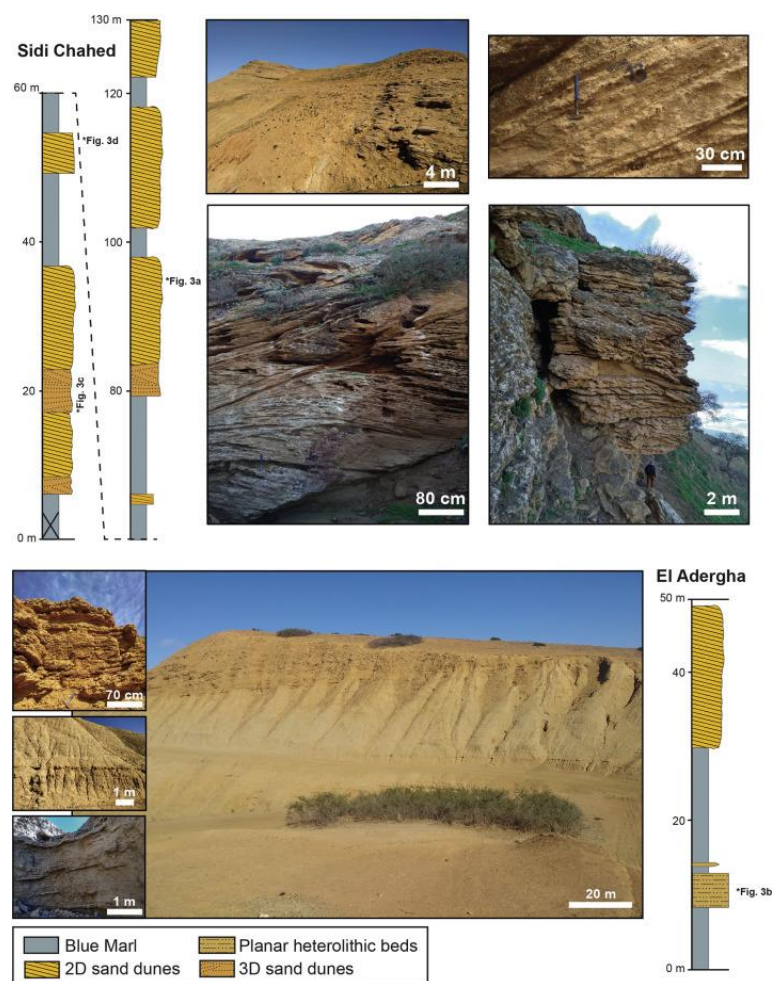 Sidi Chahed
60 m
40
20
0 m
*Fig. 3d
*Fig. 3c
130 m
120
100
80
*Fig. 3a
4 m
30 cm
80 cm
2 m
70 cm
1 m
1 m
20 m
El Adergha
50 m
40
20
0 m
*Fig. 3b
Blue Marl
Planar heterolithic beds
2D sand dunes
3D sand dunes